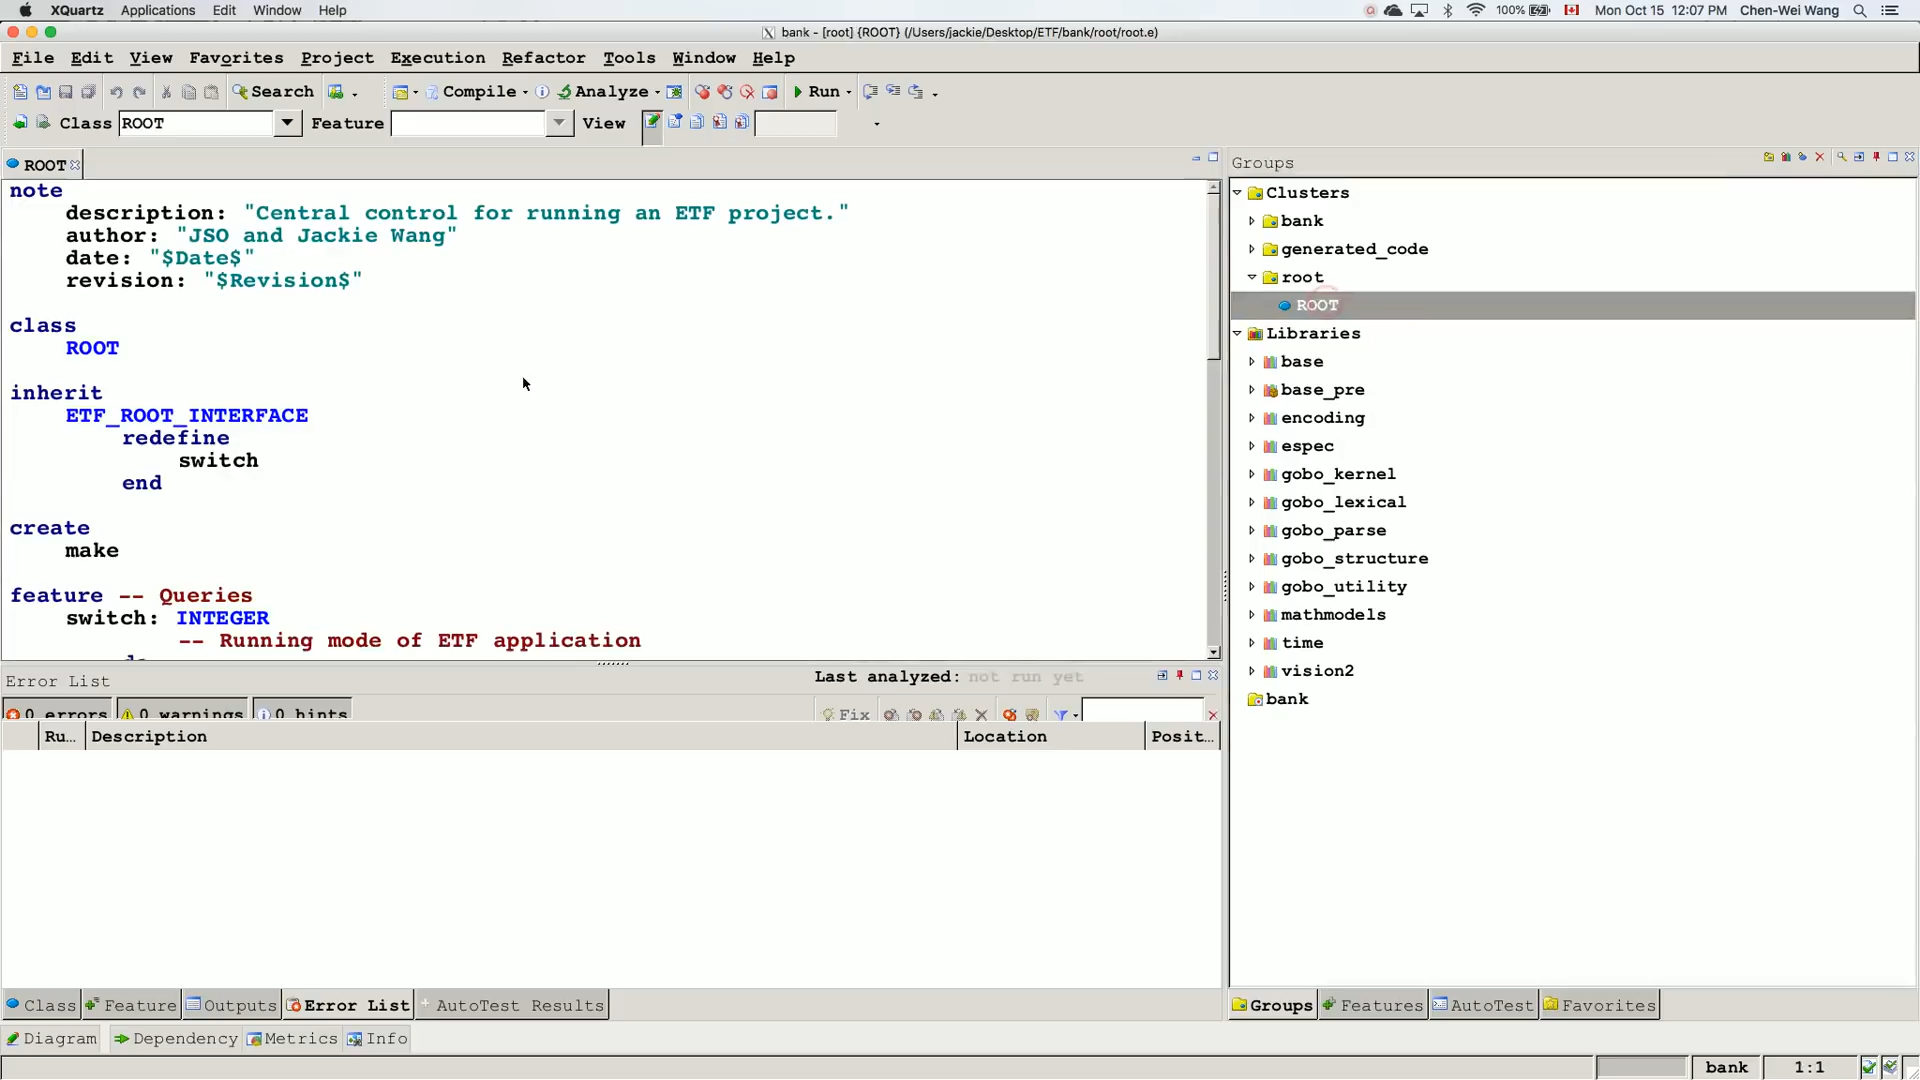 XQuartz Applications Edit Window Help 100% Mon Oct 15 12:07 PM Chen-Wei Wang
bank - [root] {ROOT} (/Users/jackie/Desktop/ETF/bank/root/root.e)
File Edit View Favorites Project Execution Refactor Tools Window Help
Search Compile Analyze Run
Class ROOT Feature View
ROOT
note
description: "Central control for running an ETF project."
author: "JSO and Jackie Wang"
date: "$Date$"
revision: "$Revision$"
class
ROOT
inherit
ETF_ROOT_INTERFACE
redefine
switch
end
create
make
feature -- Queries
switch: INTEGER
-- Running mode of ETF application
Groups
Clusters
bank
generated_code
root
ROOT
Libraries
base
base_pre
encoding
espec
gobo_kernel
gobo_lexical
gobo_parse
gobo_structure
gobo_utility
mathmodels
time
vision2
bank
Error List Last analyzed: not run yet
0 errors 0 warnings 0 hints Fix
Ru... Description Location Posit...
Class Feature Outputs Error List AutoTest Results
Groups Features AutoTest Favorites
Diagram Dependency Metrics Info
bank 1:1